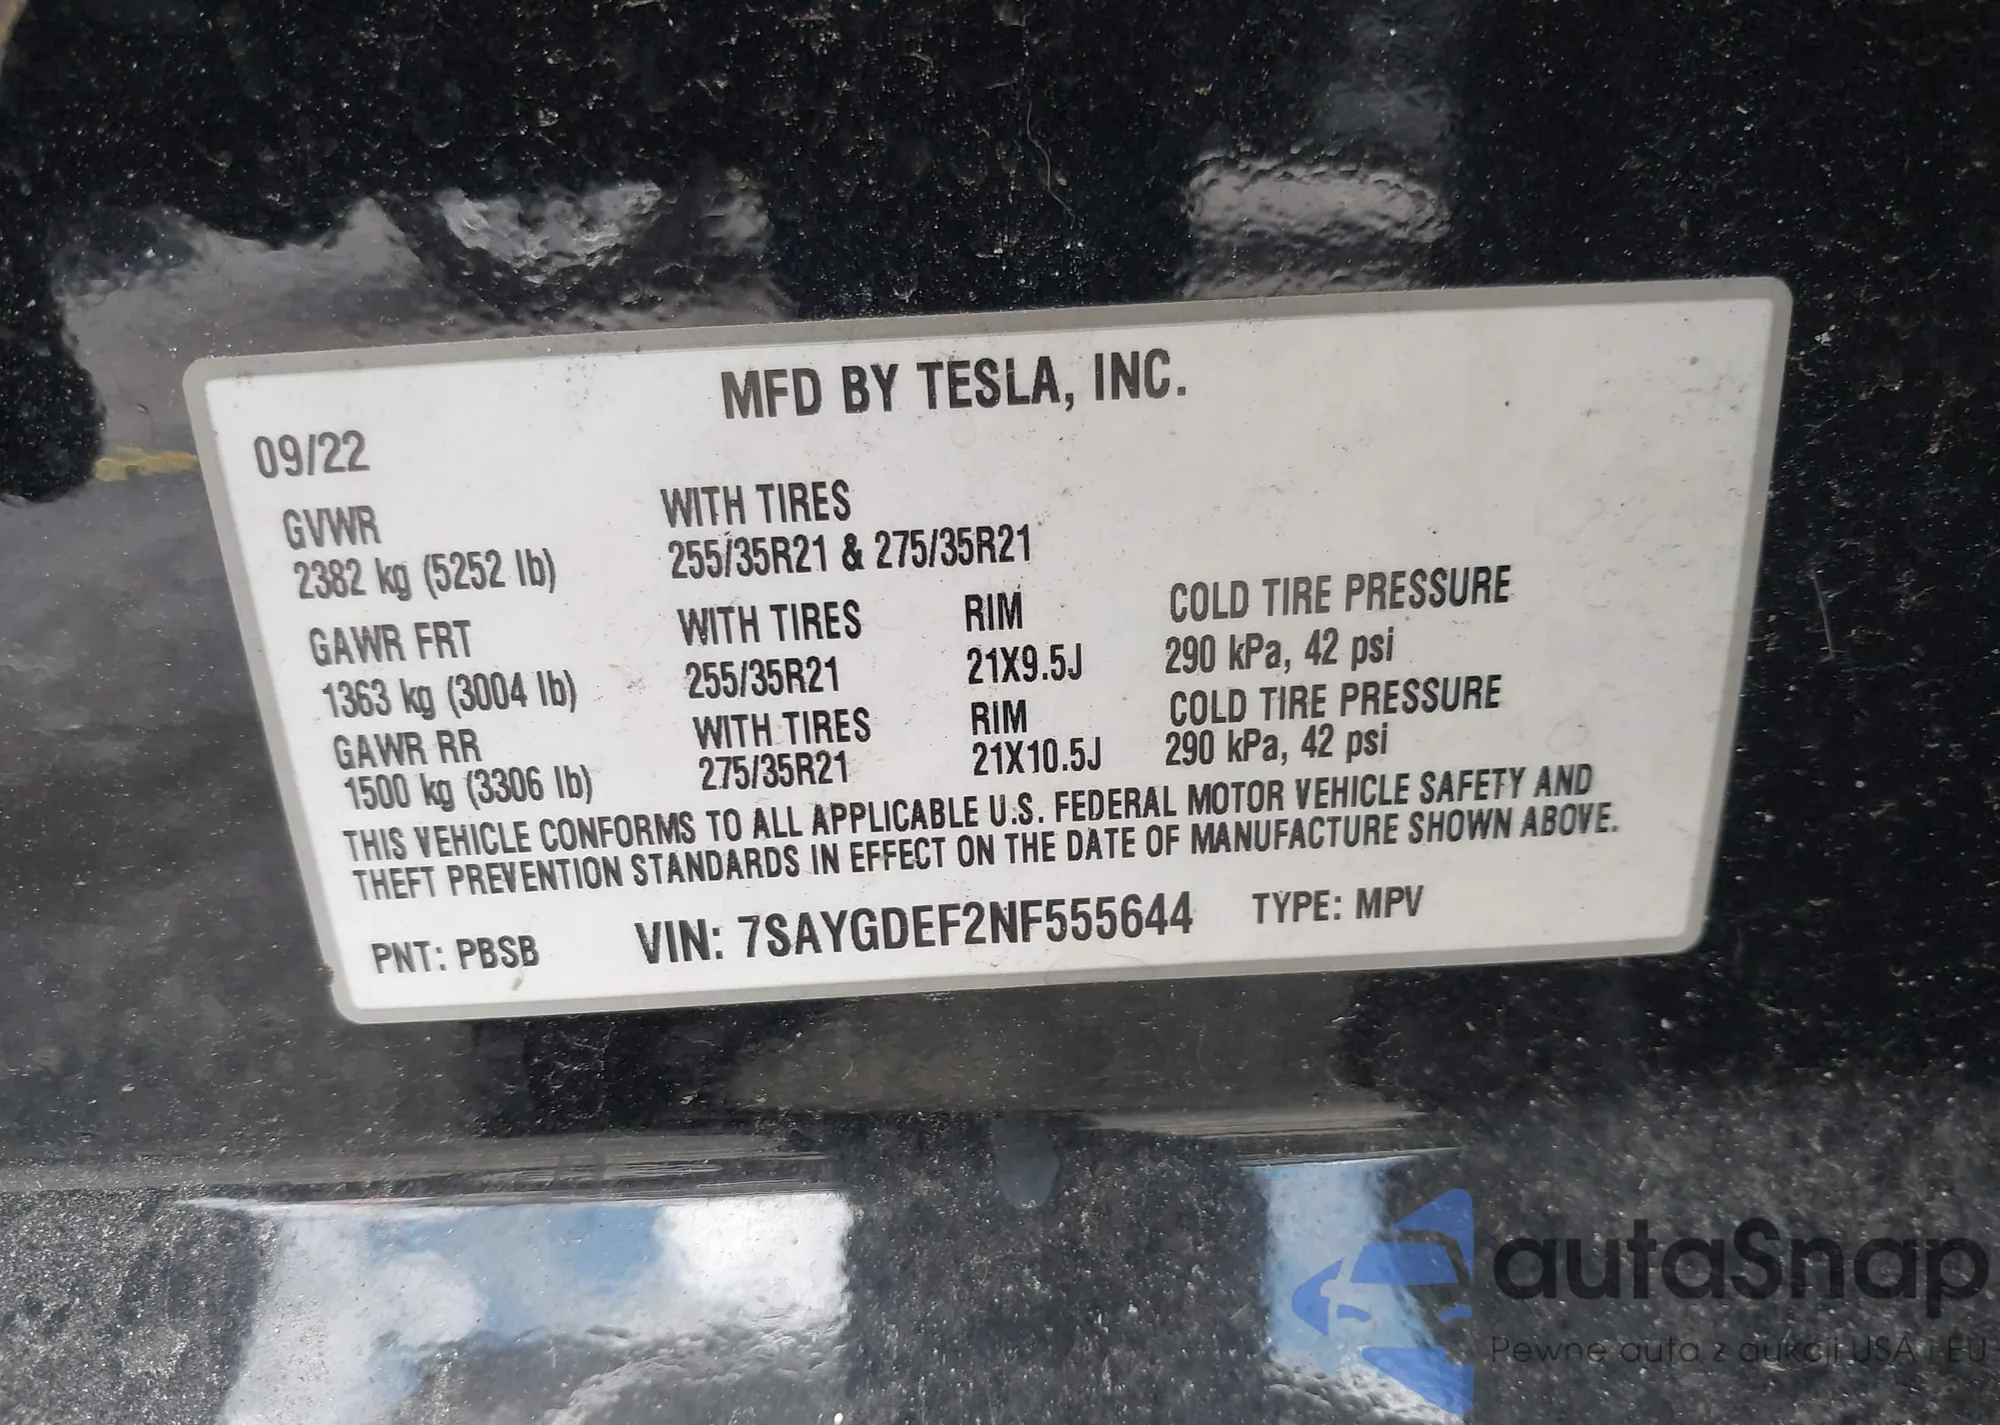 MFD BY TESLA, INC.
09/22
GVWR WITH TIRES
2382 kg (5252 lb) 255/35R21 & 275/35R21
GAWR FRT WITH TIRES RIM COLD TIRE PRESSURE
1363 kg (3004 lb) 255/35R21 21X9.5J 290 kPa, 42 psi
GAWR RR WITH TIRES RIM COLD TIRE PRESSURE
1500 kg (3306 lb) 275/35R21 21X10.5J 290 kPa, 42 psi
THIS VEHICLE CONFORMS TO ALL APPLICABLE U.S. FEDERAL MOTOR VEHICLE SAFETY AND
THEFT PREVENTION STANDARDS IN EFFECT ON THE DATE OF MANUFACTURE SHOWN ABOVE.
PNT: PBSB VIN: 7SAYGDEF2NF555644 TYPE: MPV
autaSnap
Pewne auta z aukcji USA i EU